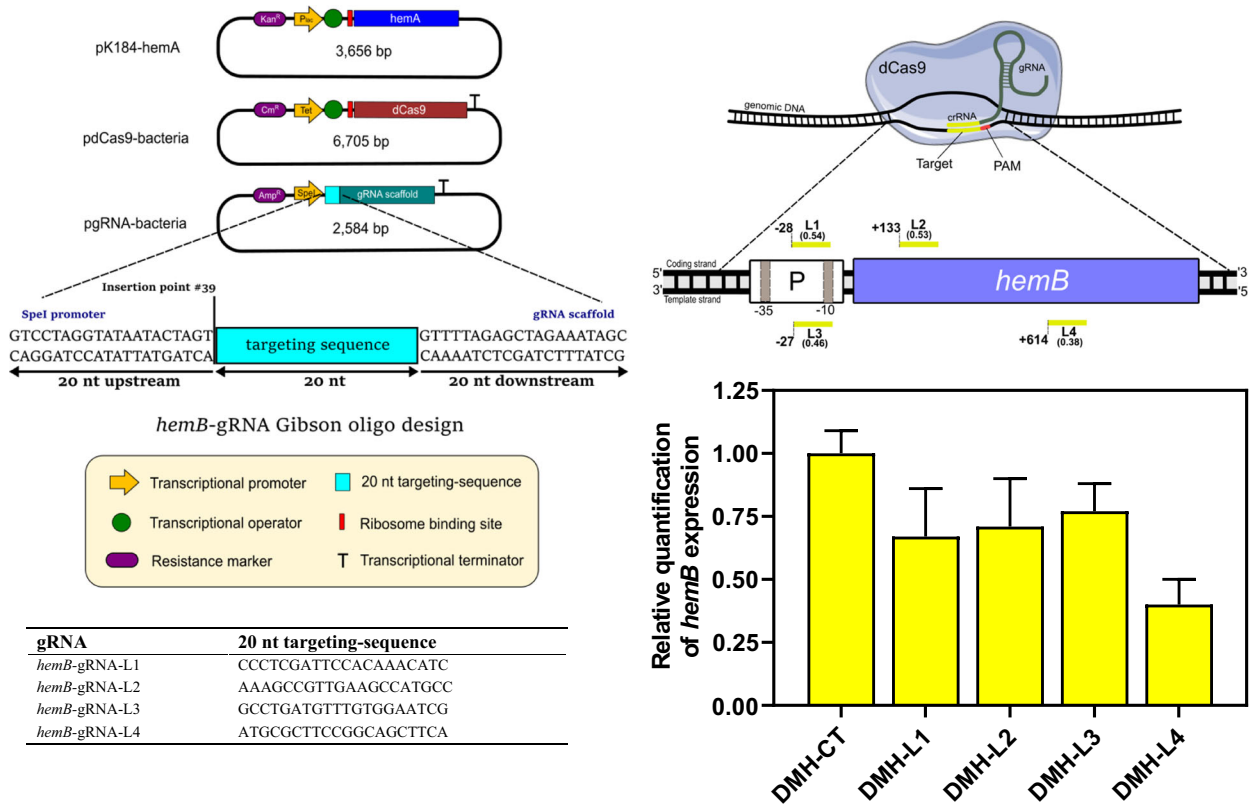 pK184-hemA
Kan^R
P_lac
hemA
3,656 bp
pdCas9-bacteria
Cm^R
Tet
dCas9
6,705 bp
pgRNA-bacteria
Amp^R
SpeI
gRNA scaffold
2,584 bp
Insertion point #39
SpeI promoter
gRNA scaffold
GTCCTAGGTATAATACTAGT
CAGGATCCATATTATGATCA
targeting sequence
GTTTTAGAGCTAGAAATAGC
CAAAATCTCGATCTTTATCG
20 nt upstream
20 nt
20 nt downstream
hemB-gRNA Gibson oligo design
Transcriptional promoter
20 nt targeting-sequence
Transcriptional operator
Ribosome binding site
Resistance marker
T Transcriptional terminator
gRNA 20 nt targeting-sequence
hemB-gRNA-L1 CCCTCGATTCCACAAACATC
hemB-gRNA-L2 AAAGCCGTTGAAGCCATGCC
hemB-gRNA-L3 GCCTGATGTTTGTGGAATCG
hemB-gRNA-L4 ATGCGCTTCCGGCAGCTTCA
dCas9
gRNA
genomic DNA
crRNA
Target
PAM
-28 L1
(0.54)
+133 L2
(0.53)
Coding strand
5'
3'
Template strand
P
-35
-10
hemB
'3
'5
-27 L3
(0.46)
+614 L4
(0.38)
Relative quantification
of hemB expression
1.25
1.00
0.75
0.50
0.25
0.00
DMH-CT
DMH-L1
DMH-L2
DMH-L3
DMH-L4